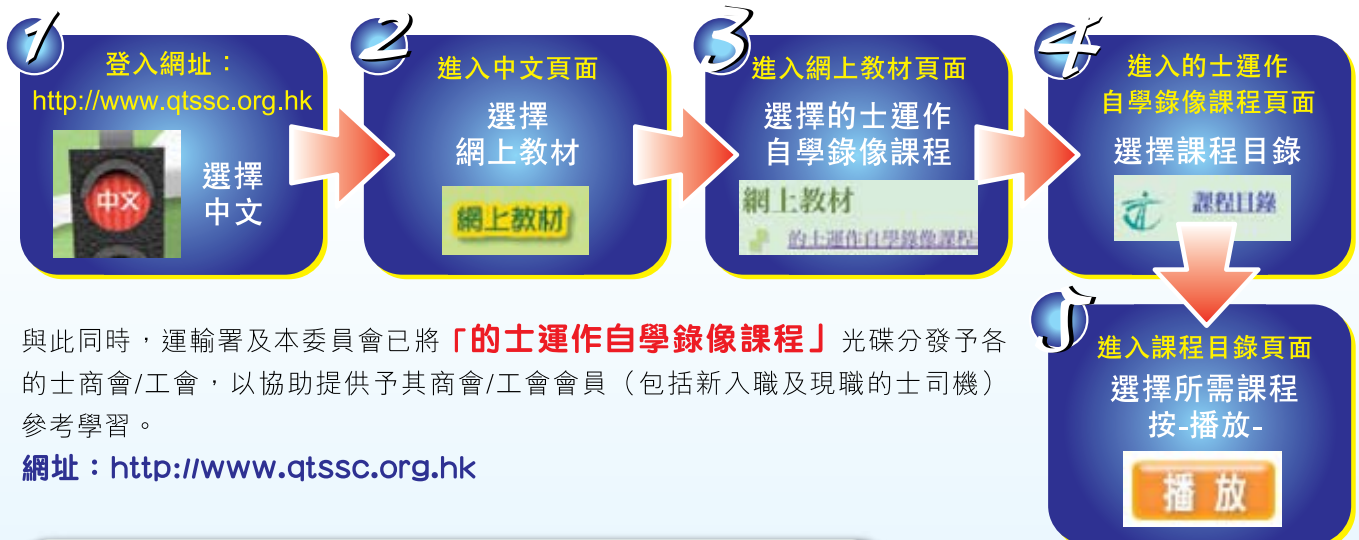 1
登入網址：
http://www.qtssc.org.hk
中文
選擇
中文
2
進入中文頁面
選擇
網上教材
網上教材
3
進入網上教材頁面
選擇的士運作
自學錄像課程
網上教材
的士運作自學錄像課程
4
進入的士運作
自學錄像課程頁面
選擇課程目錄
課程目錄
5
進入課程目錄頁面
選擇所需課程
按-播放-
播放
與此同時，運輸署及本委員會已將「的士運作自學錄像課程」光碟分發予各
的士商會/工會，以協助提供予其商會/工會會員（包括新入職及現職的士司機）
參考學習。
網址：http://www.qtssc.org.hk